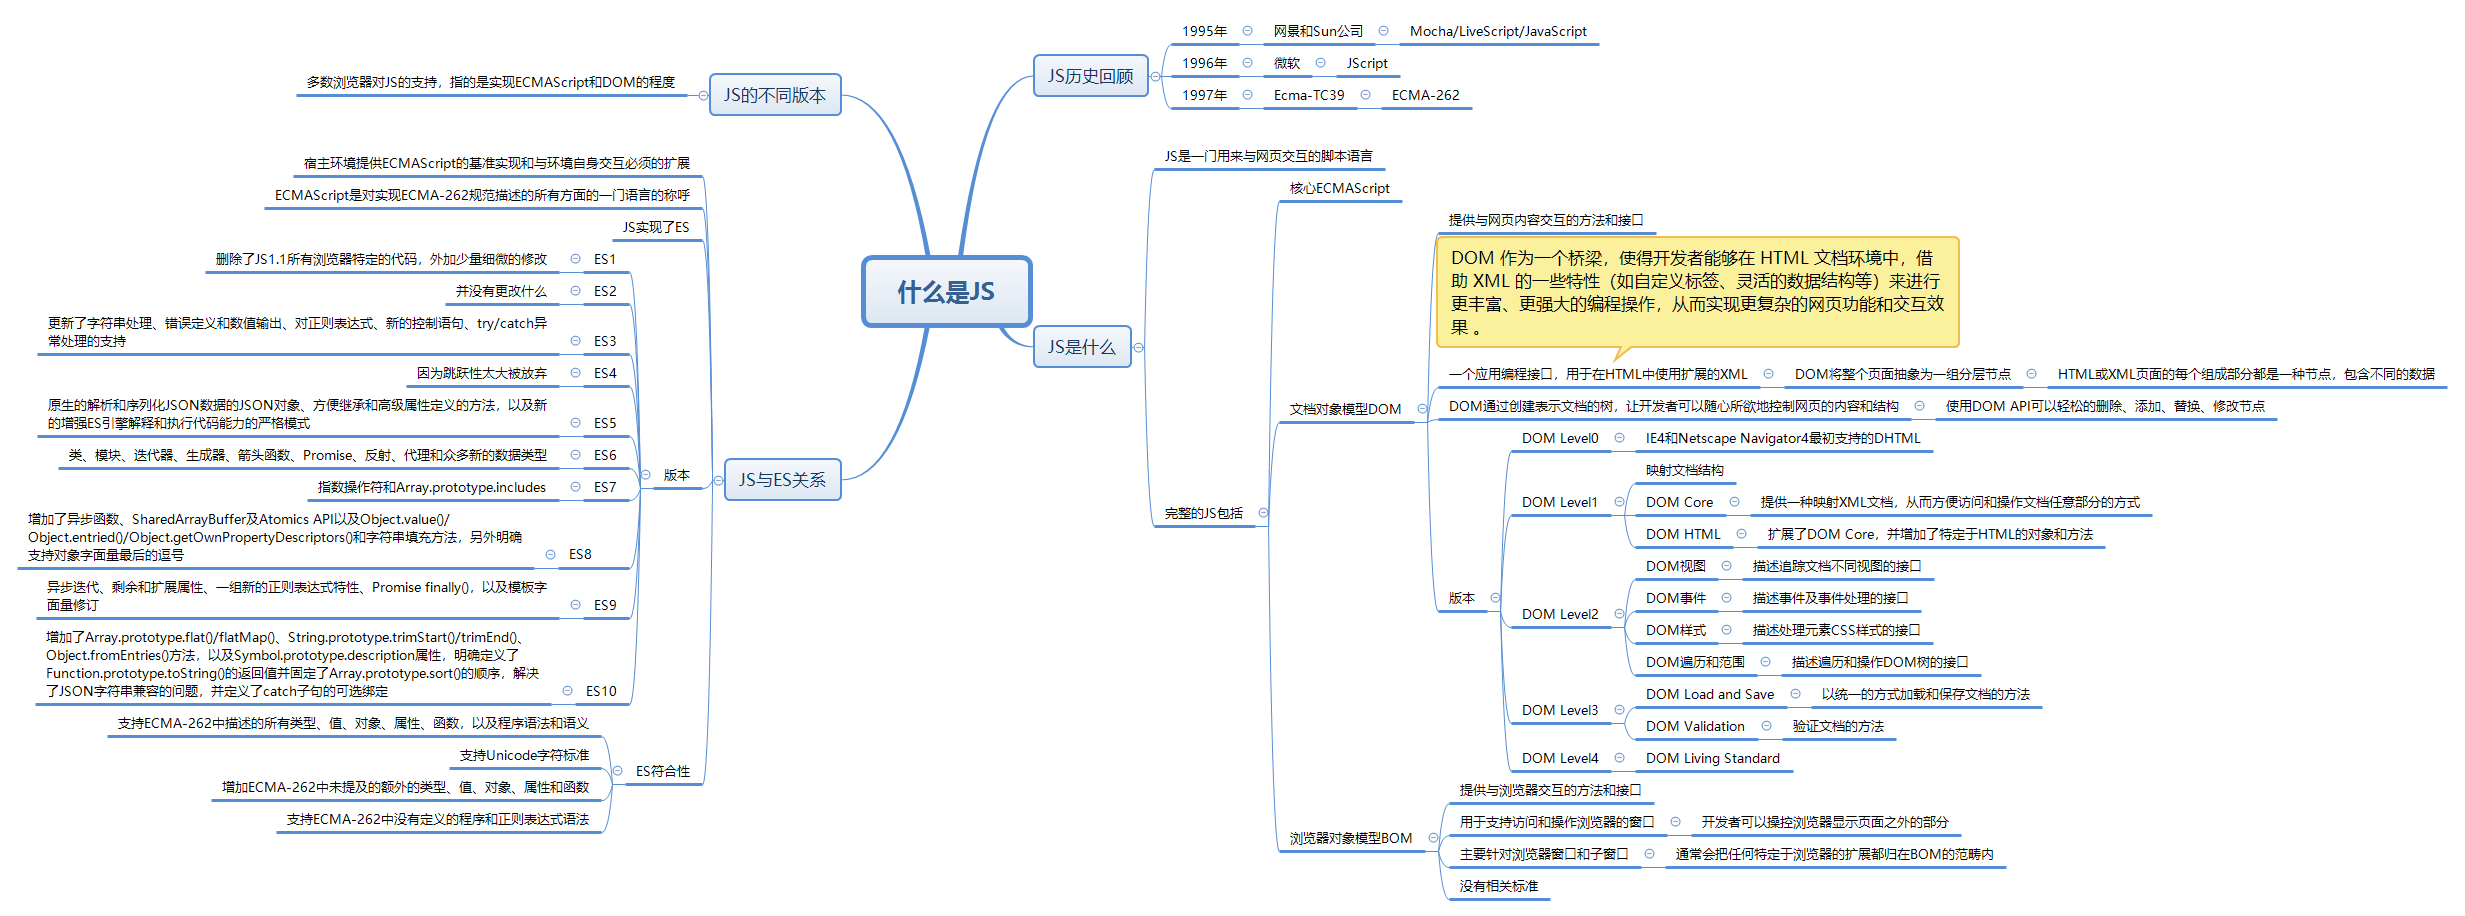 什么是JS
JS历史回顾
1995年
网景和Sun公司
Mocha/LiveScript/JavaScript
1996年
微软
JScript
1997年
Ecma-TC39
ECMA-262
JS是什么
JS是一门用来与网页交互的脚本语言
完整的JS包括
核心ECMAScript
文档对象模型DOM
提供与网页内容交互的方法和接口
DOM 作为一个桥梁，使得开发者能够在 HTML 文档环境中，借
助 XML 的一些特性（如自定义标签、灵活的数据结构等）来进行
更丰富、更强大的编程操作，从而实现更复杂的网页功能和交互效
果 。
一个应用编程接口，用于在HTML中使用扩展的XML
DOM将整个页面抽象为一组分层节点
HTML或XML页面的每个组成部分都是一种节点，包含不同的数据
DOM通过创建表示文档的树，让开发者可以随心所欲地控制网页的内容和结构
使用DOM API可以轻松的删除、添加、替换、修改节点
版本
DOM Level0
IE4和Netscape Navigator4最初支持的DHTML
DOM Level1
映射文档结构
DOM Core
提供一种映射XML文档，从而方便访问和操作文档任意部分的方式
DOM HTML
扩展了DOM Core，并增加了特定于HTML的对象和方法
DOM Level2
DOM视图
描述追踪文档不同视图的接口
DOM事件
描述事件及事件处理的接口
DOM样式
描述处理元素CSS样式的接口
DOM遍历和范围
描述遍历和操作DOM树的接口
DOM Level3
DOM Load and Save
以统一的方式加载和保存文档的方法
DOM Validation
验证文档的方法
DOM Level4
DOM Living Standard
浏览器对象模型BOM
提供与浏览器交互的方法和接口
用于支持访问和操作浏览器的窗口
开发者可以操控浏览器显示页面之外的部分
主要针对浏览器窗口和子窗口
通常会把任何特定于浏览器的扩展都归在BOM的范畴内
没有相关标准
JS的不同版本
多数浏览器对JS的支持，指的是实现ECMAScript和DOM的程度
JS与ES关系
宿主环境提供ECMAScript的基准实现和与环境自身交互必须的扩展
ECMAScript是对实现ECMA-262规范描述的所有方面的一门语言的称呼
JS实现了ES
版本
ES1
删除了JS1.1所有浏览器特定的代码，外加少量细微的修改
ES2
并没有更改什么
ES3
更新了字符串处理、错误定义和数值输出、对正则表达式、新的控制语句、try/catch异
常处理的支持
ES4
因为跳跃性太大被放弃
ES5
原生的解析和序列化JSON数据的JSON对象、方便继承和高级属性定义的方法，以及新
的增强ES引擎解释和执行代码能力的严格模式
ES6
类、模块、迭代器、生成器、箭头函数、Promise、反射、代理和众多新的数据类型
ES7
指数操作符和Array.prototype.includes
ES8
增加了异步函数、SharedArrayBuffer及Atomics API以及Object.value()/
Object.entried()/Object.getOwnPropertyDescriptors()和字符串填充方法，另外明确
支持对象字面量最后的逗号
ES9
异步迭代、剩余和扩展属性、一组新的正则表达式特性、Promise finally()，以及模板字
面量修订
ES10
增加了Array.prototype.flat()/flatMap()、String.prototype.trimStart()/trimEnd()、
Object.fromEntries()方法，以及Symbol.prototype.description属性，明确定义了
Function.prototype.toString()的返回值并固定了Array.prototype.sort()的顺序，解决
了JSON字符串兼容的问题，并定义了catch子句的可选绑定
ES符合性
支持ECMA-262中描述的所有类型、值、对象、属性、函数，以及程序语法和语义
支持Unicode字符标准
增加ECMA-262中未提及的额外的类型、值、对象、属性和函数
支持ECMA-262中没有定义的程序和正则表达式语法